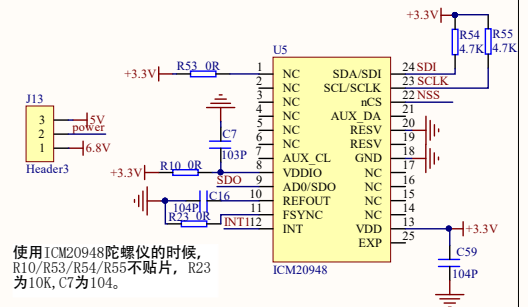 +3.3V
R54
R55
4.7K
4.7K
U5
R53 0R
+3.3V
1 NC SDA/SDI 24 SDI
2 NC SCL/SCLK 23 SCLK
3 NC nCS 22 NSS
4 NC AUX_DA 21
5 NC RESV 20
6 NC RESV 19
7 AUX_CL GND 18
8 VDDIO NC 17
9 AD0/SDO NC 16
10 REFOUT NC 15
11 FSYNC NC 14
12 INT VDD 13
EXP 25
ICM20948
J13
3 5V
2 power
1 6.8V
Header3
C7
103P
+3.3V R10 0R
SDO
C16
104P
R23 0R
INT1
+3.3V
C59
104P
使用ICM20948陀螺仪的时候,
R10/R53/R54/R55不贴片, R23
为10K,C7为104。